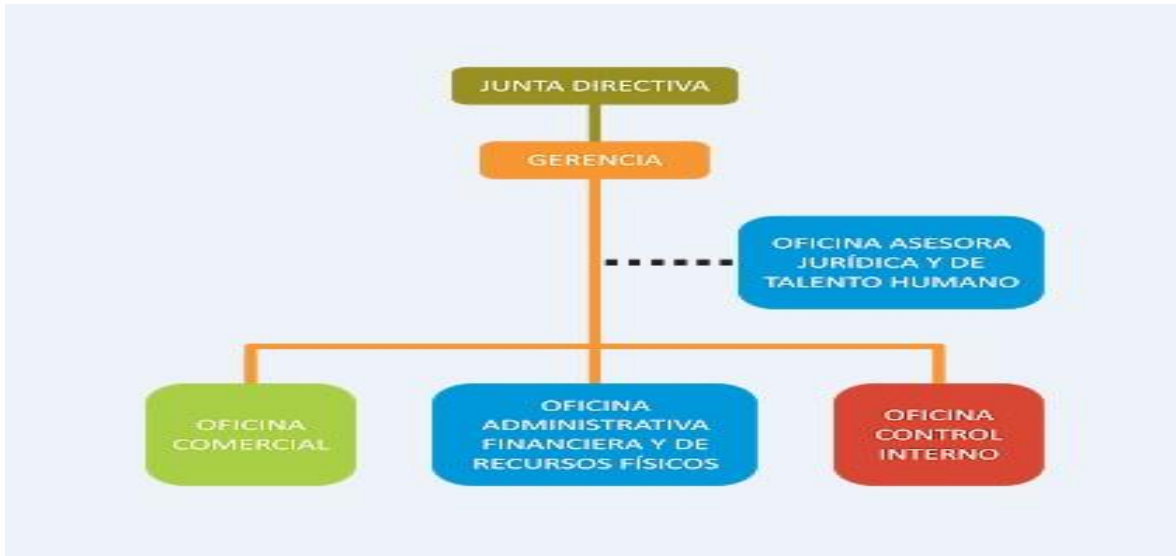 JUNTA DIRECTIVA
GERENCIA
OFICINA ASESORA
JURÍDICA Y DE
TALENTO HUMANO
OFICINA
COMERCIAL
OFICINA
ADMINISTRATIVA
FINANCIERA Y DE
RECURSOS FÍSICOS
OFICINA
CONTROL
INTERNO